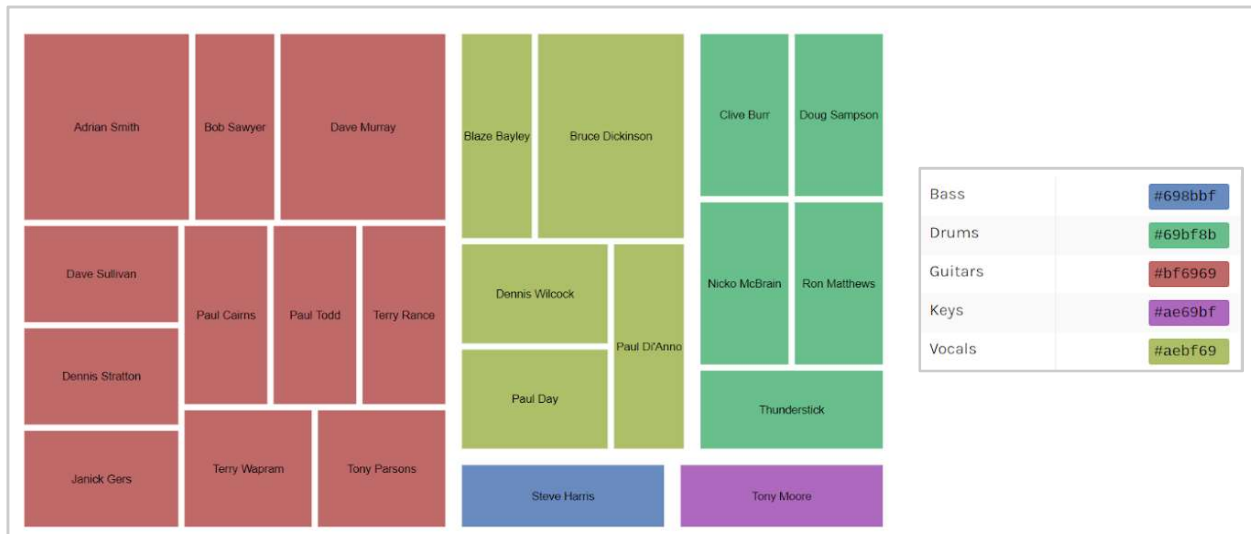 Adrian Smith
Bob Sawyer
Dave Murray
Dave Sullivan
Dennis Stratton
Janick Gers
Paul Cairns
Paul Todd
Terry Rance
Terry Wapram
Tony Parsons
Blaze Bayley
Bruce Dickinson
Dennis Wilcock
Paul Day
Paul Di'Anno
Clive Burr
Doug Sampson
Nicko McBrain
Ron Matthews
Thunderstick
Steve Harris
Tony Moore
Bass #698bbf
Drums #69bf8b
Guitars #bf6969
Keys #ae69bf
Vocals #aebf69